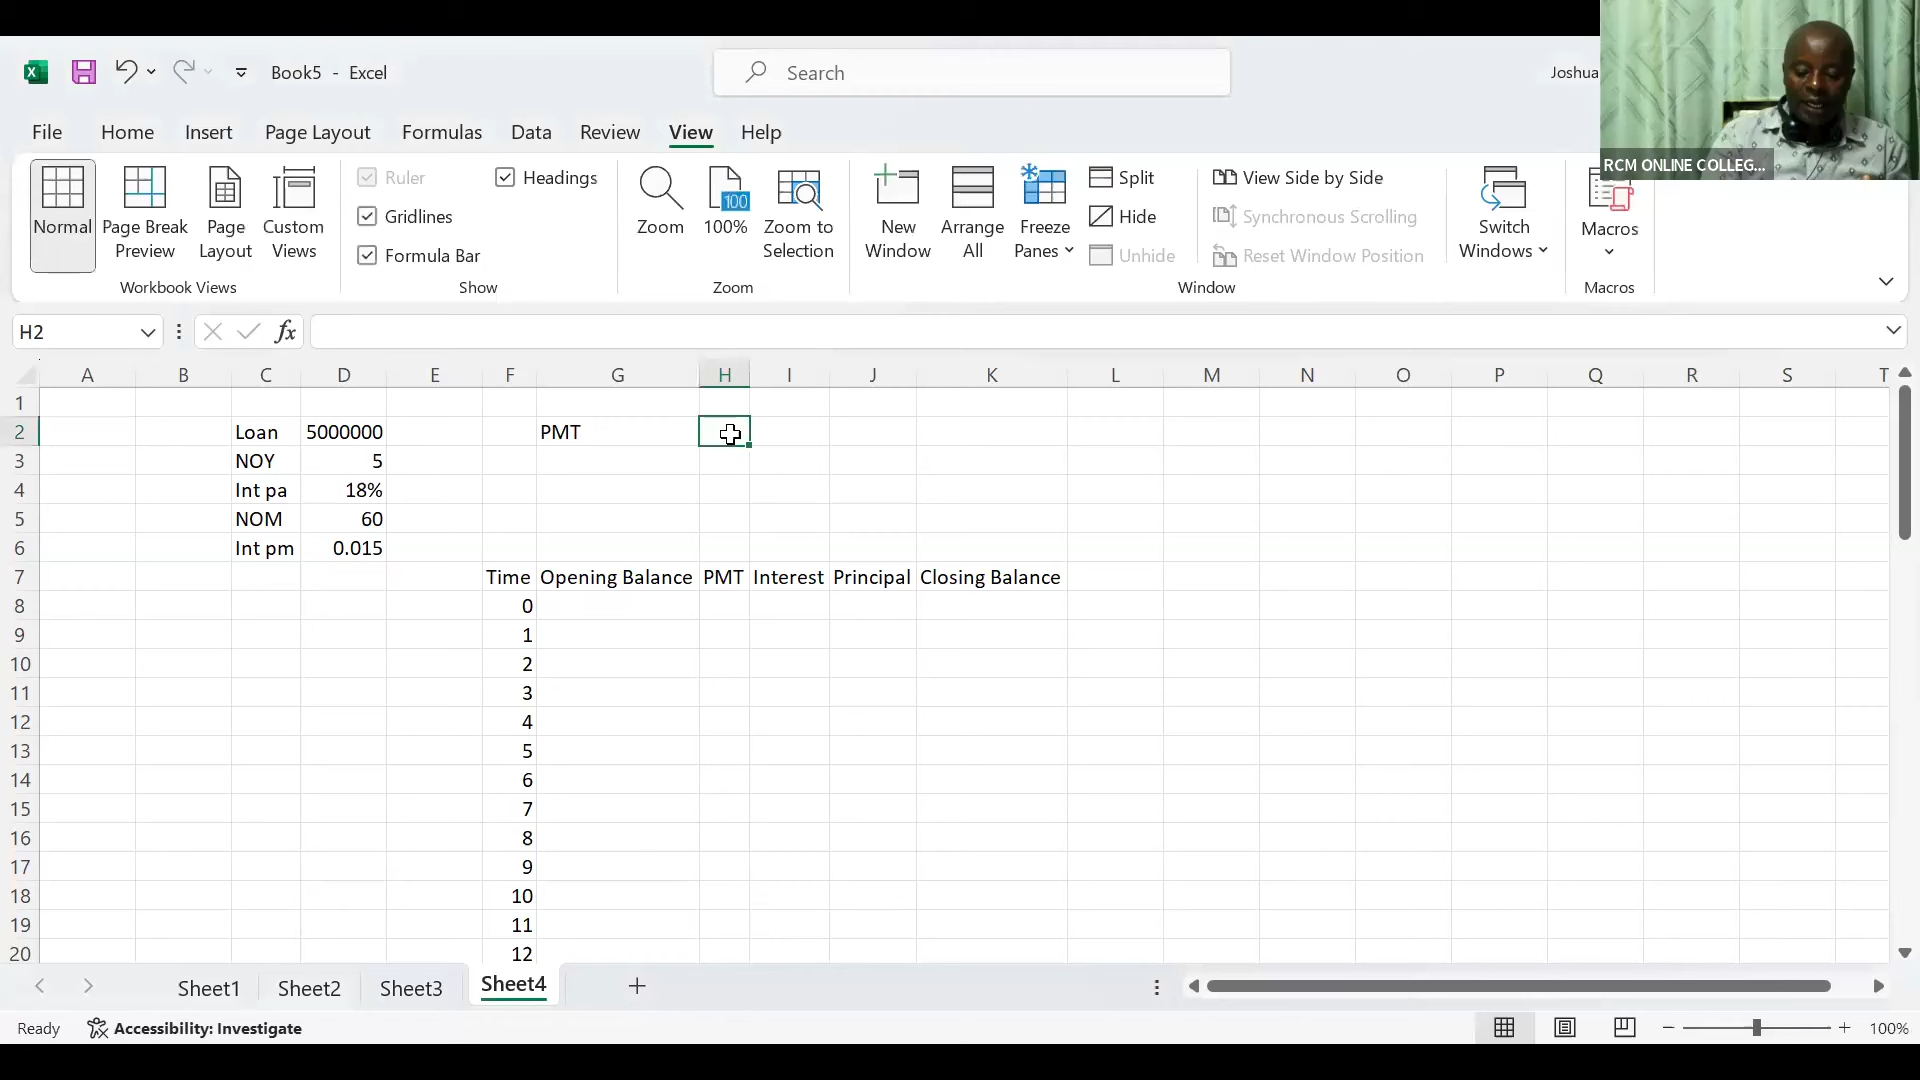 Book5 - Excel
Search
Joshua
File Home Insert Page Layout Formulas Data Review View Help
RCM ONLINE COLLEG...
Normal
Page Break Preview
Page Layout
Custom Views
Workbook Views
Ruler
Gridlines
Formula Bar
Headings
Show
Zoom
100
100%
Zoom to Selection
Zoom
New Window
Arrange All
Freeze Panes
Split
Hide
Unhide
View Side by Side
Synchronous Scrolling
Reset Window Position
Switch Windows
Window
Macros
Macros
H2
fx
A B C D E F G H I J K L M N O P Q R S T
1
2 Loan 5000000 PMT
3 NOY 5
4 Int pa 18%
5 NOM 60
6 Int pm 0.015
7 Time Opening Balance PMT Interest Principal Closing Balance
8 0
9 1
10 2
11 3
12 4
13 5
14 6
15 7
16 8
17 9
18 10
19 11
20 12
Sheet1 Sheet2 Sheet3 Sheet4
Ready
Accessibility: Investigate
100%